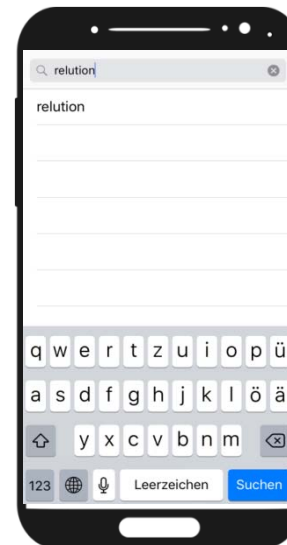 relution
relution
q w e r t z u i o p ü
a s d f g h j k l ö ä
y x c v b n m
123 Leerzeichen Suchen